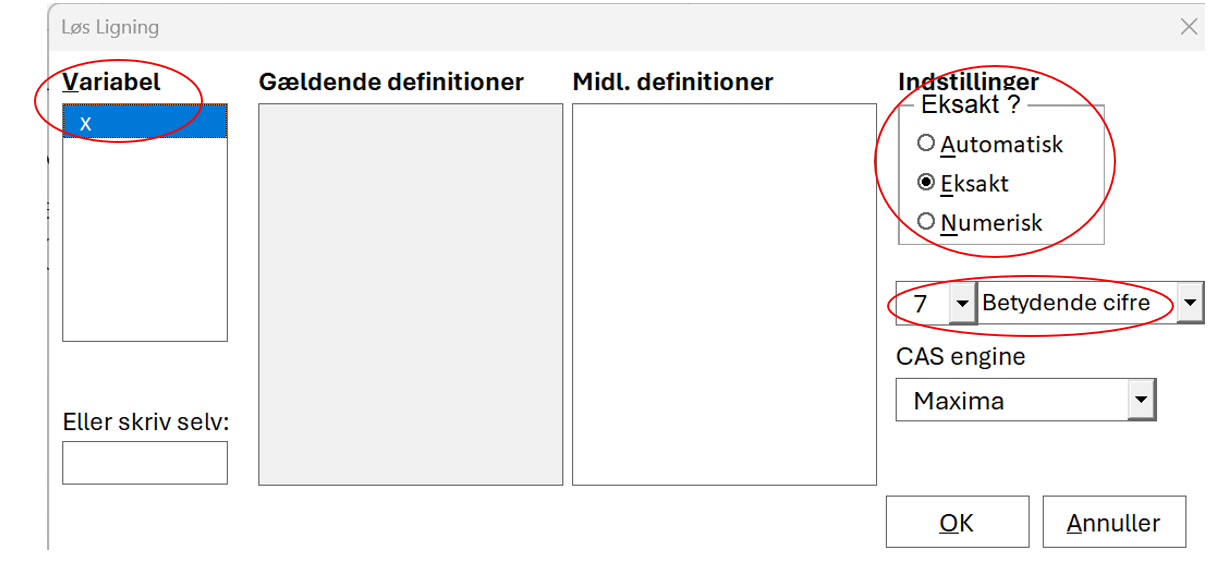 Løs Ligning
Variabel
Gældende definitioner
Midl. definitioner
Indstillinger
x
Eksakt ?
Automatisk
Eksakt
Numerisk
7
Betydende cifre
CAS engine
Maxima
Eller skriv selv:
OK
Annuller